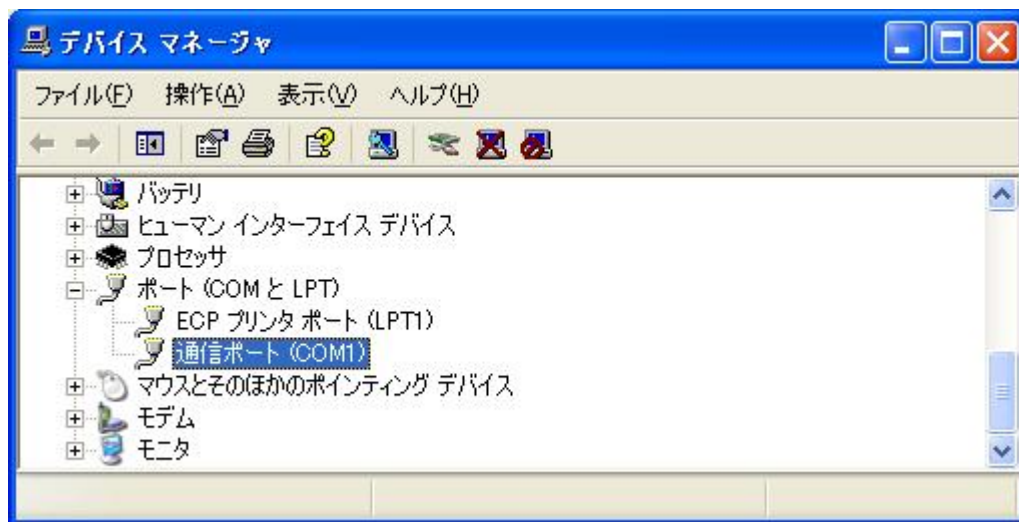 デバイス マネージャ
ファイル(F) 操作(A) 表示(V) ヘルプ(H)
バッテリ
ヒューマン インターフェイス デバイス
プロセッサ
ポート (COM と LPT)
ECP プリンタ ポート (LPT1)
通信ポート (COM1)
マウスとそのほかのポインティング デバイス
モデム
モニタ